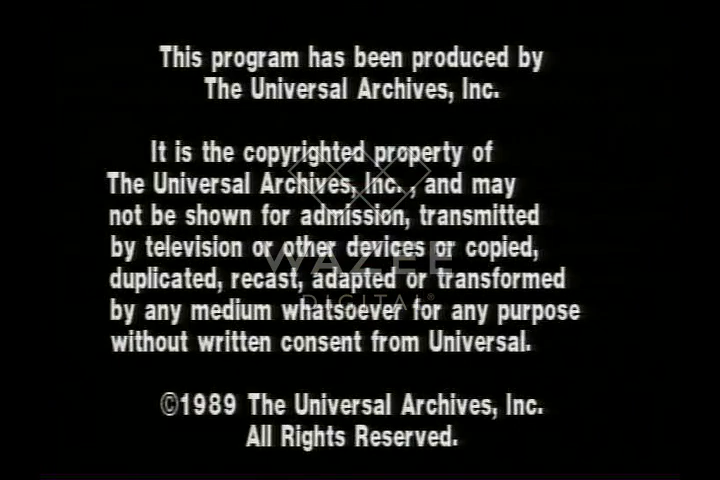 This program has been produced by
The Universal Archives, Inc.
It is the copyrighted property of
The Universal Archives, Inc. , and may
not be shown for admission, transmitted
by television or other devices or copied,
duplicated, recast, adapted or transformed
by any medium whatsoever for any purpose
without written consent from Universal.
©1989 The Universal Archives, Inc.
All Rights Reserved.
WAZEE
DIGITAL®